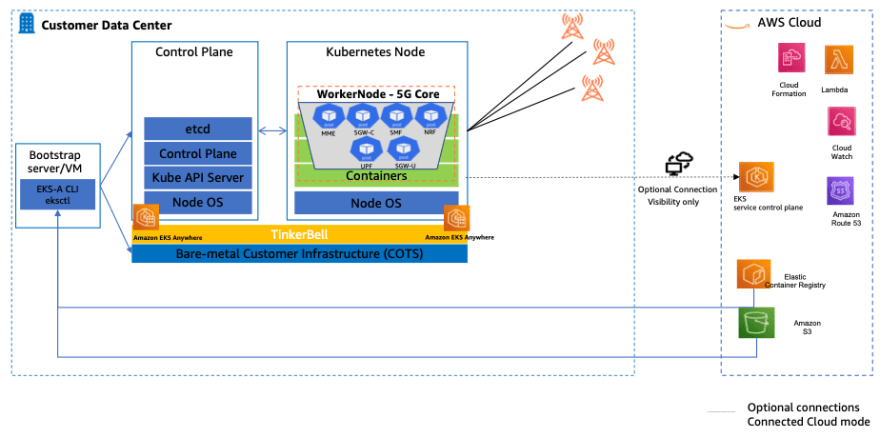 Customer Data Center
AWS Cloud
Control Plane
Kubernetes Node
Cloud
Formation
Lambda
WorkerNode - 5G Core
MME
SGW-C
SMF
NRF
UPF
SGW-U
Containers
Node OS
etcd
Control Plane
Kube API Server
Node OS
Bootstrap
server/VM
EKS-A CLI
eksctl
Cloud
Watch
Optional Connection
Visibility only
EKS
service control plane
Amazon
Route 53
53
Amazon EKS Anywhere
TinkerBell
Amazon EKS Anywhere
Bare-metal Customer Infrastructure (COTS)
Elastic
Container Registry
Amazon
S3
Optional connections
Connected Cloud mode